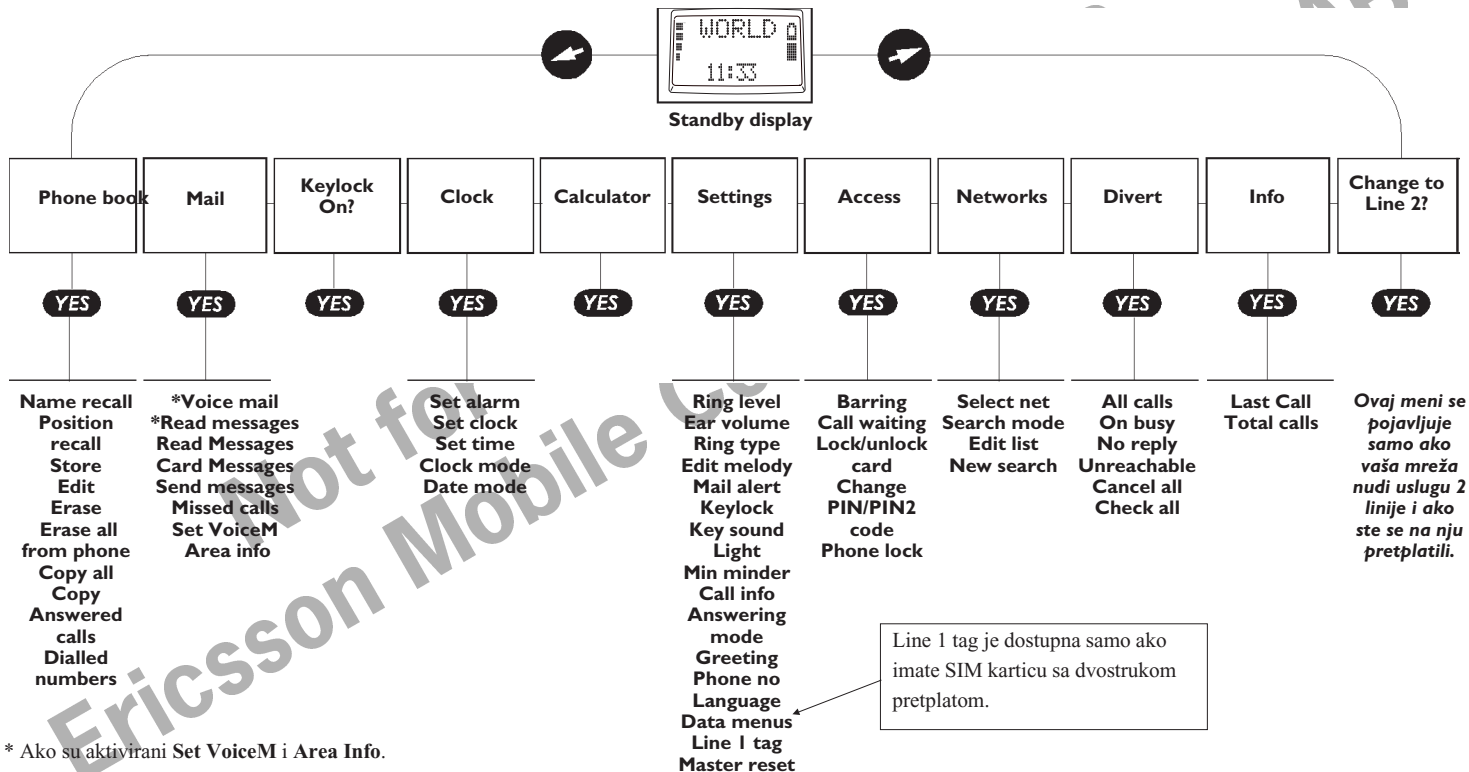 WORLD
11:33
Standby display
Phone book
Mail
Keylock
On?
Clock
Calculator
Settings
Access
Networks
Divert
Info
Change to
Line 2?
YES
YES
YES
YES
YES
YES
YES
YES
YES
YES
YES
Name recall
Position
recall
Store
Edit
Erase
Erase all
from phone
Copy all
Copy
Answered
calls
Dialled
numbers
*Voice mail
*Read messages
Read Messages
Card Messages
Send messages
Missed calls
Set VoiceM
Area info
Set alarm
Set clock
Set time
Clock mode
Date mode
Ring level
Ear volume
Ring type
Edit melody
Mail alert
Keylock
Key sound
Light
Min minder
Call info
Answering
mode
Greeting
Phone no
Language
Data menus
Line 1 tag
Master reset
Barring
Call waiting
Lock/unlock
card
Change
PIN/PIN2
code
Phone lock
Select net
Search mode
Edit list
New search
All calls
On busy
No reply
Unreachable
Cancel all
Check all
Last Call
Total calls
Ovaj meni se
pojavljuje
samo ako
vaša mreža
nudi uslugu 2
linije i ako
ste se na nju
pretplatili.
Line 1 tag je dostupna samo ako
imate SIM karticu sa dvostrukom
pretplatom.
* Ako su aktivirani Set VoiceM i Area Info.
Not for
Ericsson Mobile